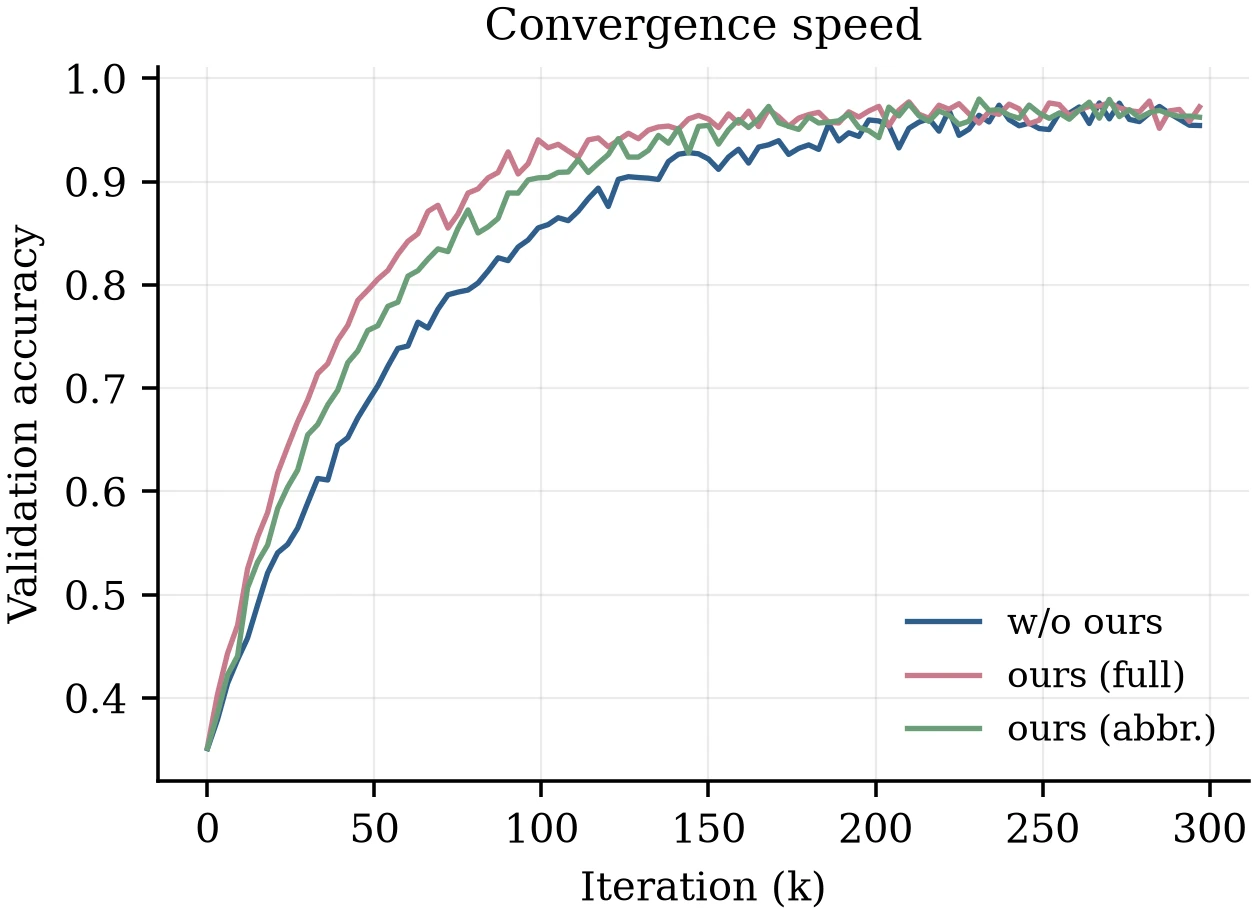 Convergence speed
1.0
0.9
0.8
0.7
0.6
0.5
0.4
Validation accuracy
w/o ours
ours (full)
ours (abbr.)
0 50 100 150 200 250 300
Iteration (k)